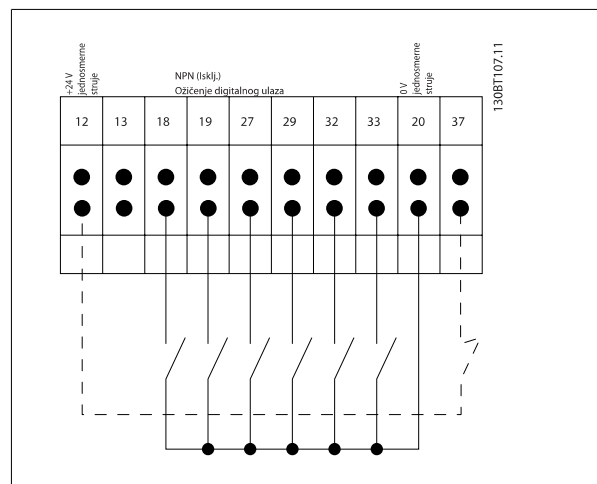 +24 V
jednosmerne
struje
NPN (Isklj.)
Ožičenje digitalnog ulaza
0 V
jednosmerne
struje
130BT107.11
12 13 18 19 27 29 32 33 20 37